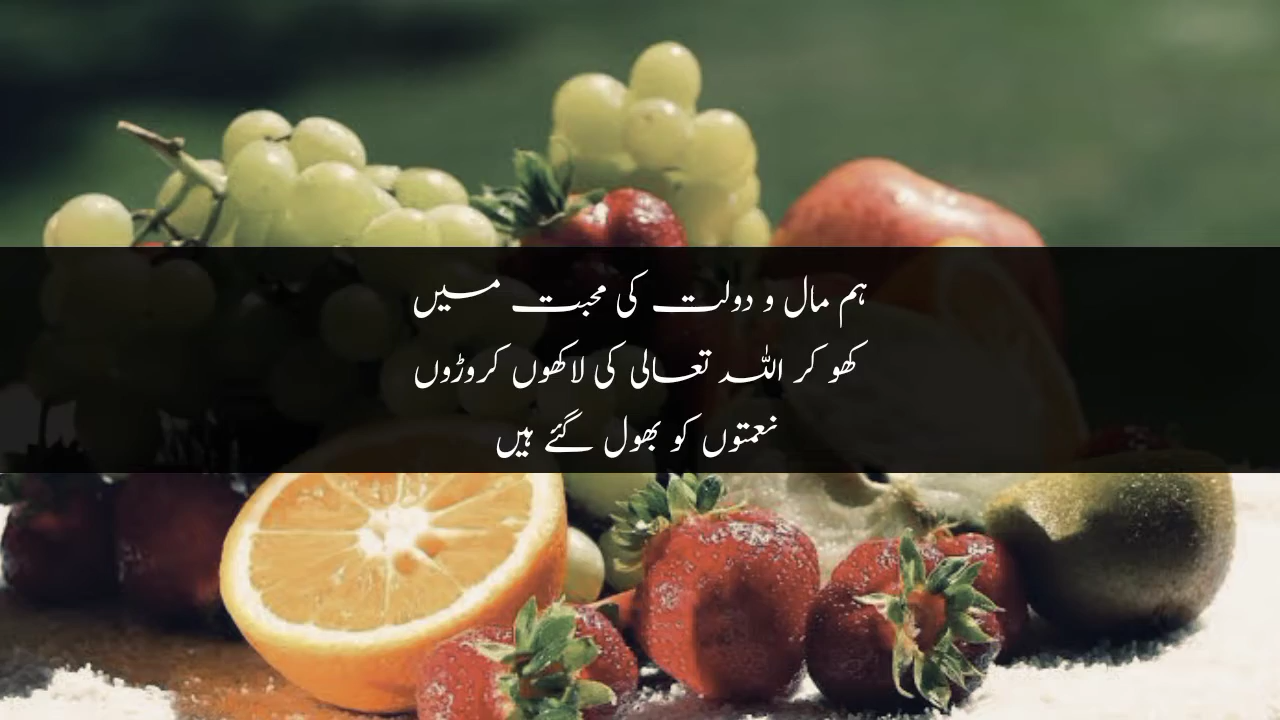 ہم مال و دولت کی محبت میں
کھو کر اللہ تعالی کی لاکھوں کروڑوں
نعمتوں کو بھول گئے ہیں